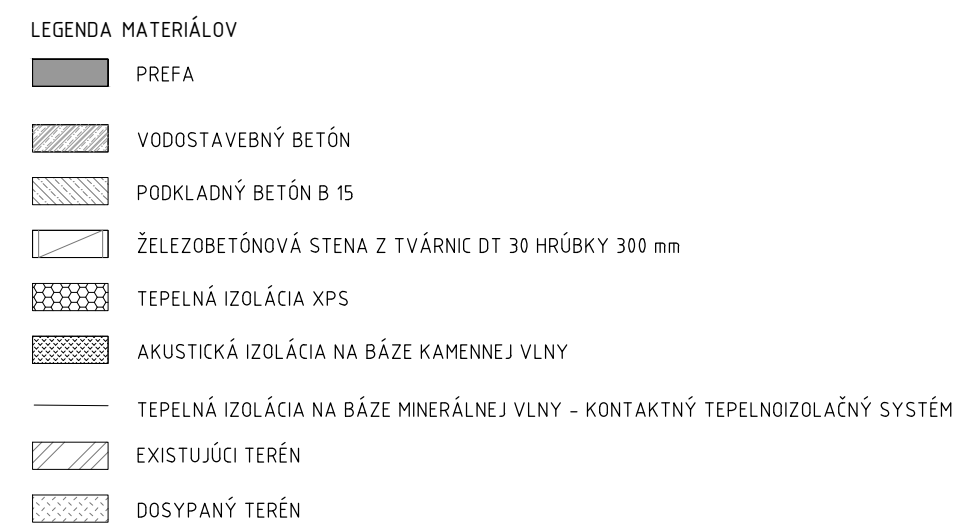 LEGENDA MATERIÁLOV
PREFA
VODOSTAVEBNÝ BETÓN
PODKLADNÝ BETÓN B 15
ŽELEZOBETÓNOVÁ STENA Z TVÁRNIC DT 30 HRÚBKY 300 mm
TEPELNÁ IZOLÁCIA XPS
AKUSTICKÁ IZOLÁCIA NA BÁZE KAMENNEJ VLNY
TEPELNÁ IZOLÁCIA NA BÁZE MINERÁLNEJ VLNY - KONTAKTNÝ TEPELNOIZOLAČNÝ SYSTÉM
EXISTUJÚCI TERÉN
DOSYPANÝ TERÉN